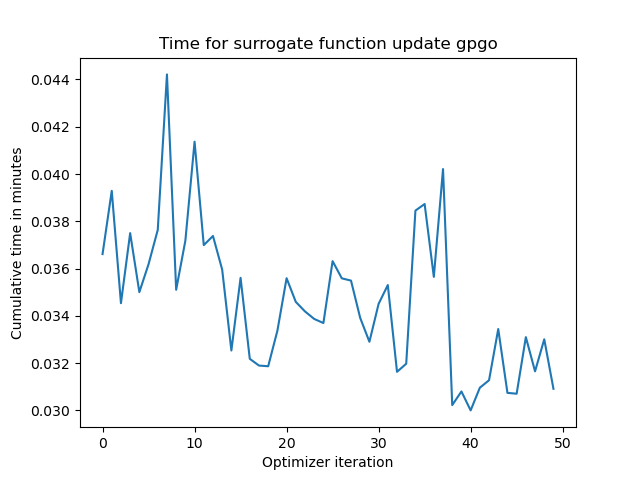 Time for surrogate function update gpgo
Cumulative time in minutes
0.044
0.042
0.040
0.038
0.036
0.034
0.032
0.030
0 10 20 30 40 50
Optimizer iteration